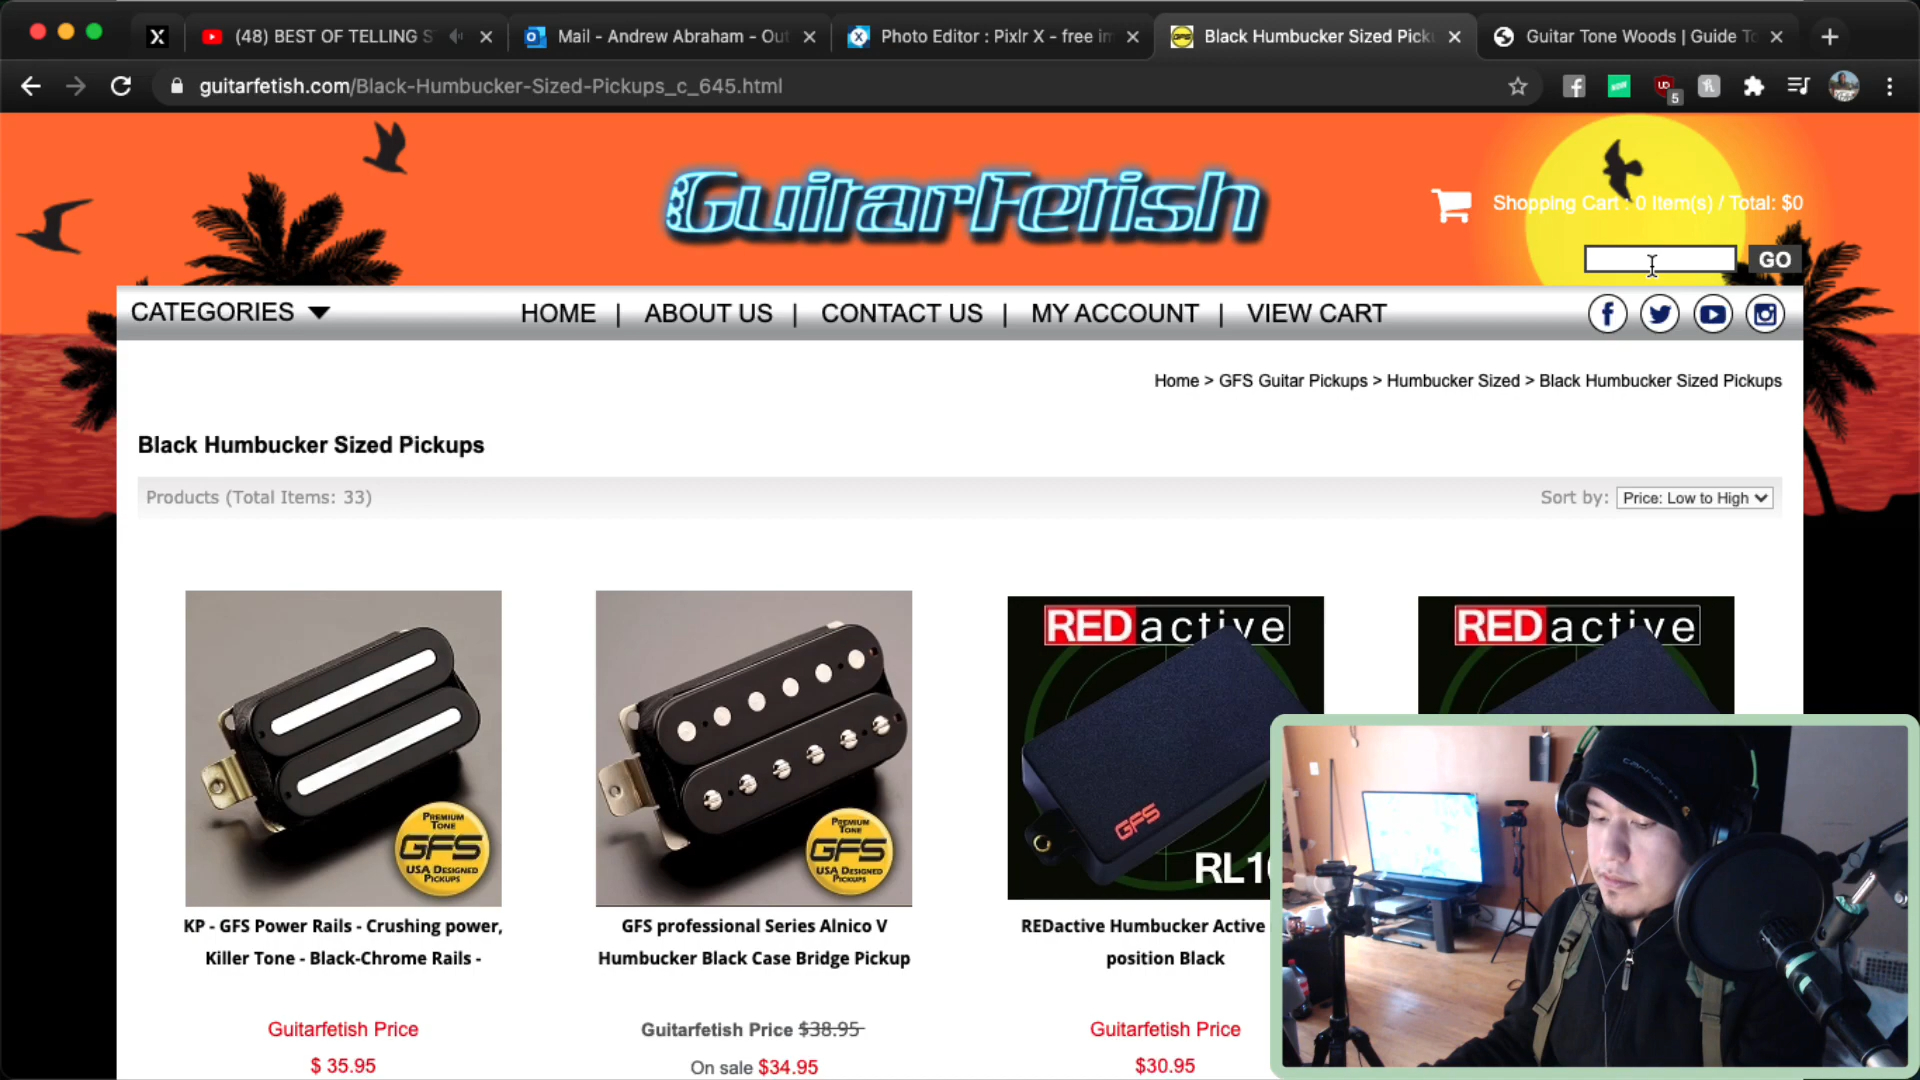 (48) BEST OF TELLING S
Mail - Andrew Abraham - Out
Photo Editor : Pixlr X - free im
Black Humbucker Sized Pick
Guitar Tone Woods | Guide To
guitarfetish.com/Black-Humbucker-Sized-Pickups_c_645.html
5
GuitarFetish
Shopping Cart : 0 Item(s) / Total: $0
GO
CATEGORIES
HOME | ABOUT US | CONTACT US | MY ACCOUNT | VIEW CART
Home > GFS Guitar Pickups > Humbucker Sized > Black Humbucker Sized Pickups
Black Humbucker Sized Pickups
Products (Total Items: 33)
Sort by: Price: Low to High
REDactive
REDactive
PREMIUM TONE
GFS
USA DESIGNED PICKUPS
PREMIUM TONE
GFS
USA DESIGNED PICKUPS
GFS
RL10
KP - GFS Power Rails - Crushing power,
Killer Tone - Black-Chrome Rails -
GFS professional Series Alnico V
Humbucker Black Case Bridge Pickup
REDactive Humbucker Active
position Black
Guitarfetish Price
$ 35.95
Guitarfetish Price $38.95
On sale $34.95
Guitarfetish Price
$30.95